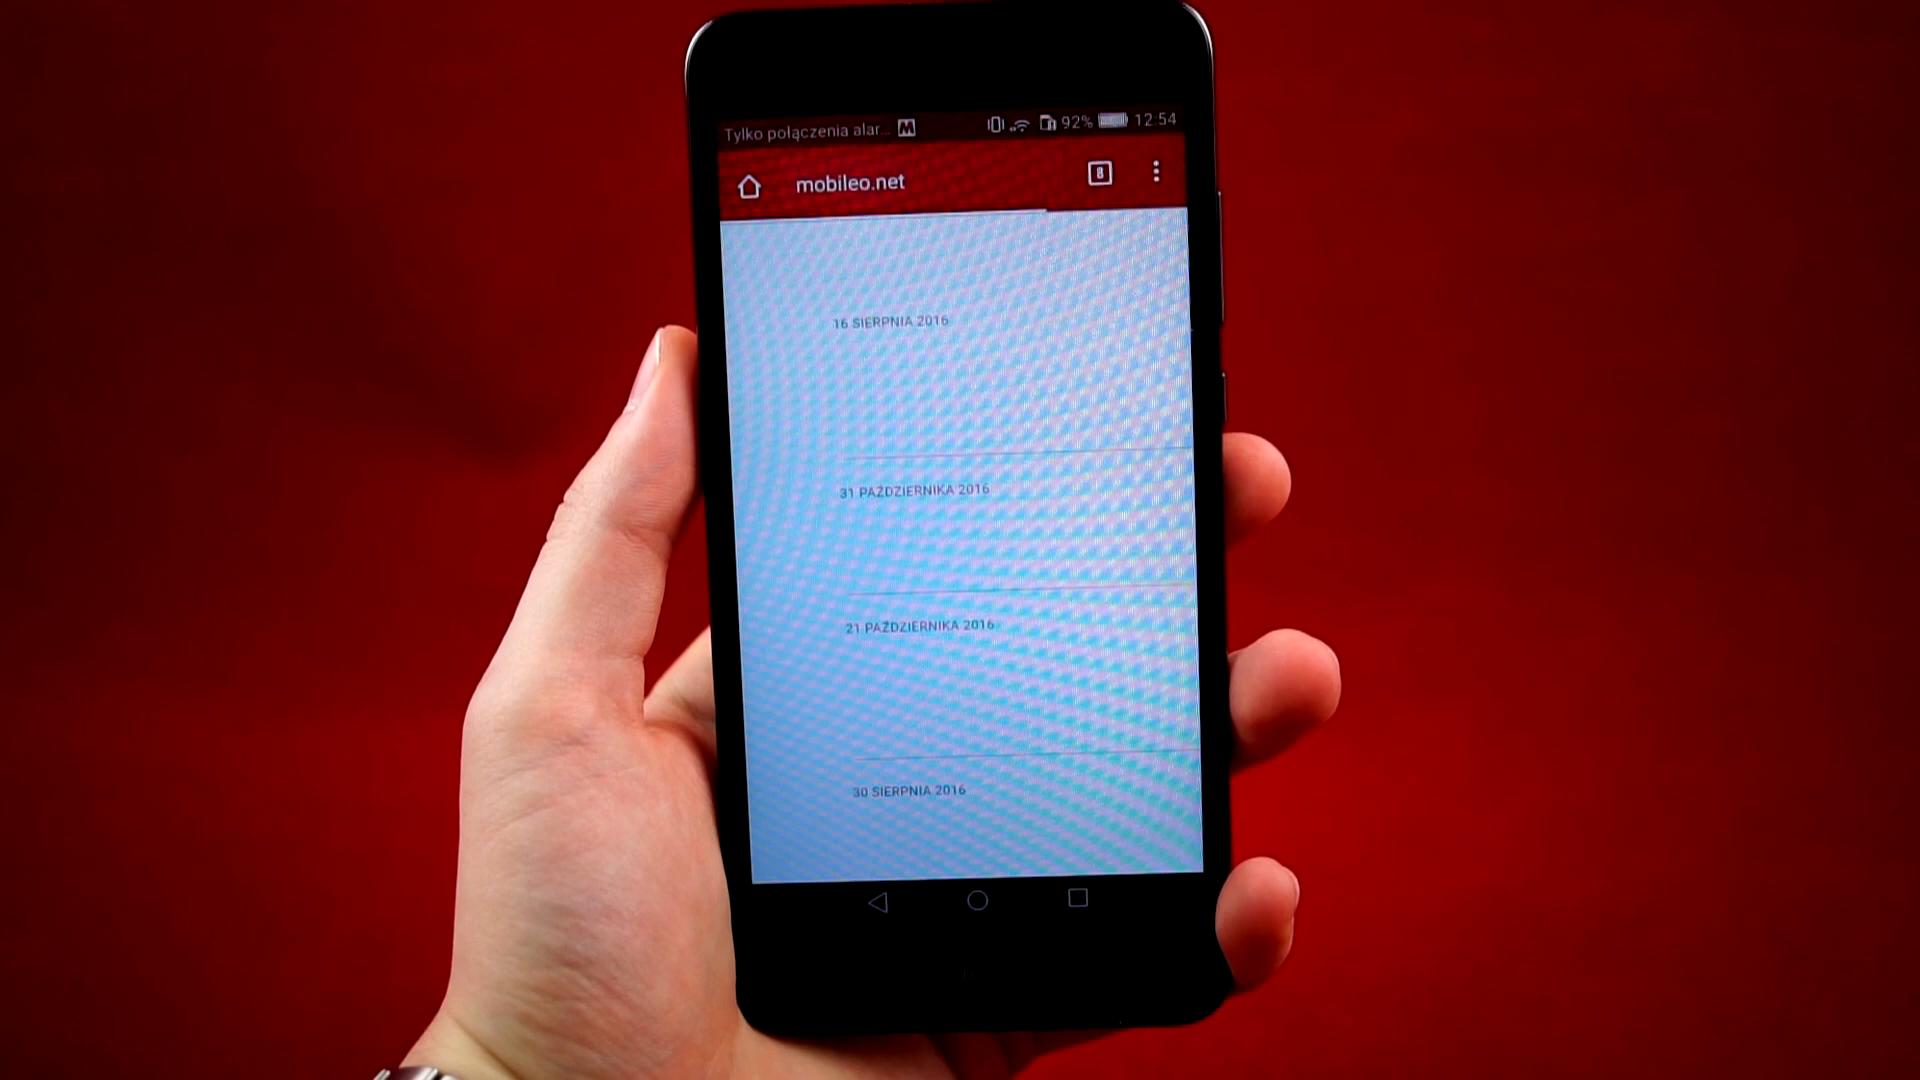 Tylko połączenia alar... 92% 12:54
mobileo.net 8
16 SIERPNIA 2016
31 PAŹDZIERNIKA 2016
21 PAŹDZIERNIKA 2016
30 SIERPNIA 2016